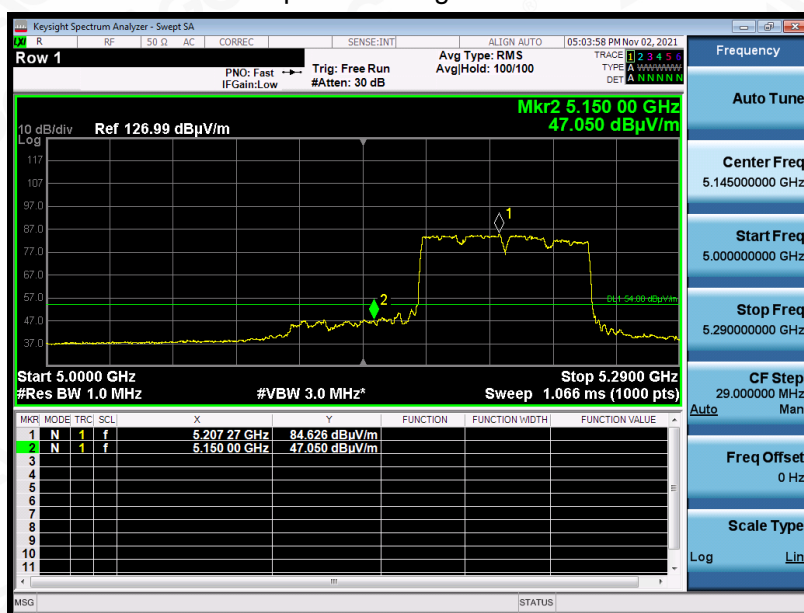 Keysight Spectrum Analyzer - Swept SA
LXI R RF 50 Ω AC CORREC SENSE:INT ALIGN AUTO 05:03:58 PM Nov 02, 2021
Row 1
PNO: Fast
IFGain:Low
Trig: Free Run
#Atten: 30 dB
Avg Type: RMS
Avg|Hold: 100/100
TRACE 1 2 3 4 5 6
TYPE A W W W W W
DET A N N N N N
Mkr2 5.150 00 GHz
47.050 dBµV/m
10 dB/div Ref 126.99 dBµV/m
Log
117
107
97.0
87.0
77.0
67.0
57.0
47.0
37.0
1
2
DL1 54.00 dBµV/m
Start 5.0000 GHz Stop 5.2900 GHz
#Res BW 1.0 MHz #VBW 3.0 MHz* Sweep 1.066 ms (1000 pts)
MKR MODE TRC SCL X Y FUNCTION FUNCTION WIDTH FUNCTION VALUE
1 N 1 f 5.207 27 GHz 84.626 dBµV/m
2 N 1 f 5.150 00 GHz 47.050 dBµV/m
3
4
5
6
7
8
9
10
11
MSG STATUS
Frequency
Auto Tune
Center Freq
5.145000000 GHz
Start Freq
5.000000000 GHz
Stop Freq
5.290000000 GHz
CF Step
29.000000 MHz
Auto Man
Freq Offset
0 Hz
Scale Type
Log Lin